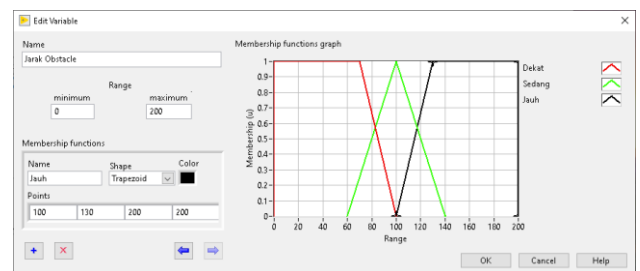 Edit Variable
Name
Jarak Obstacle
Range
minimum
maximum
0
200
Membership functions
Name
Shape
Color
Jauh
Trapezoid
Points
100
130
200
200
Membership functions graph
Membership (u)
1
0.9
0.8
0.7
0.6
0.5
0.4
0.3
0.2
0.1
0
0
20
40
60
80
100
120
140
160
180
200
Range
Dekat
Sedang
Jauh
OK
Cancel
Help